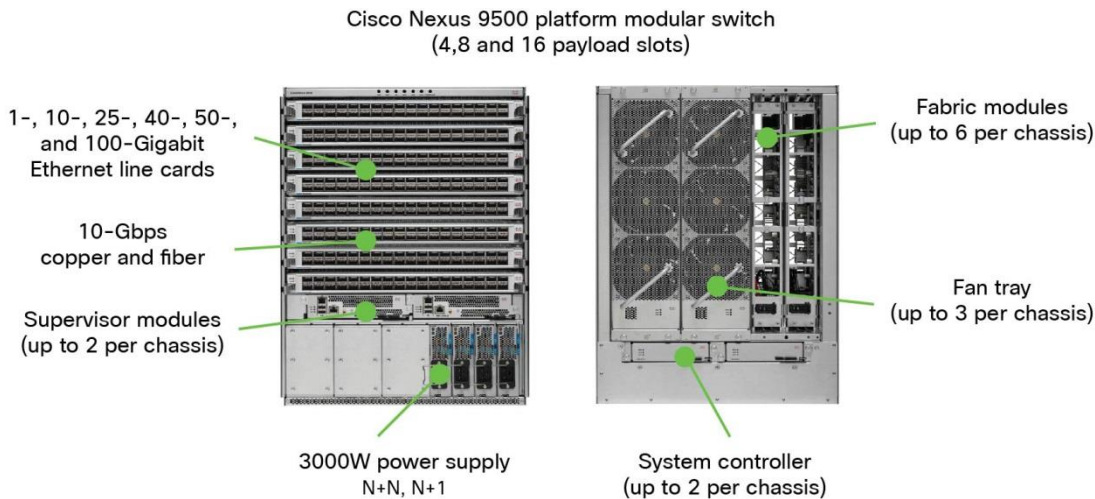 Cisco Nexus 9500 platform modular switch
(4,8 and 16 payload slots)
1-, 10-, 25-, 40-, 50-,
and 100-Gigabit
Ethernet line cards
10-Gbps
copper and fiber
Supervisor modules
(up to 2 per chassis)
3000W power supply
N+N, N+1
Fabric modules
(up to 6 per chassis)
Fan tray
(up to 3 per chassis)
System controller
(up to 2 per chassis)